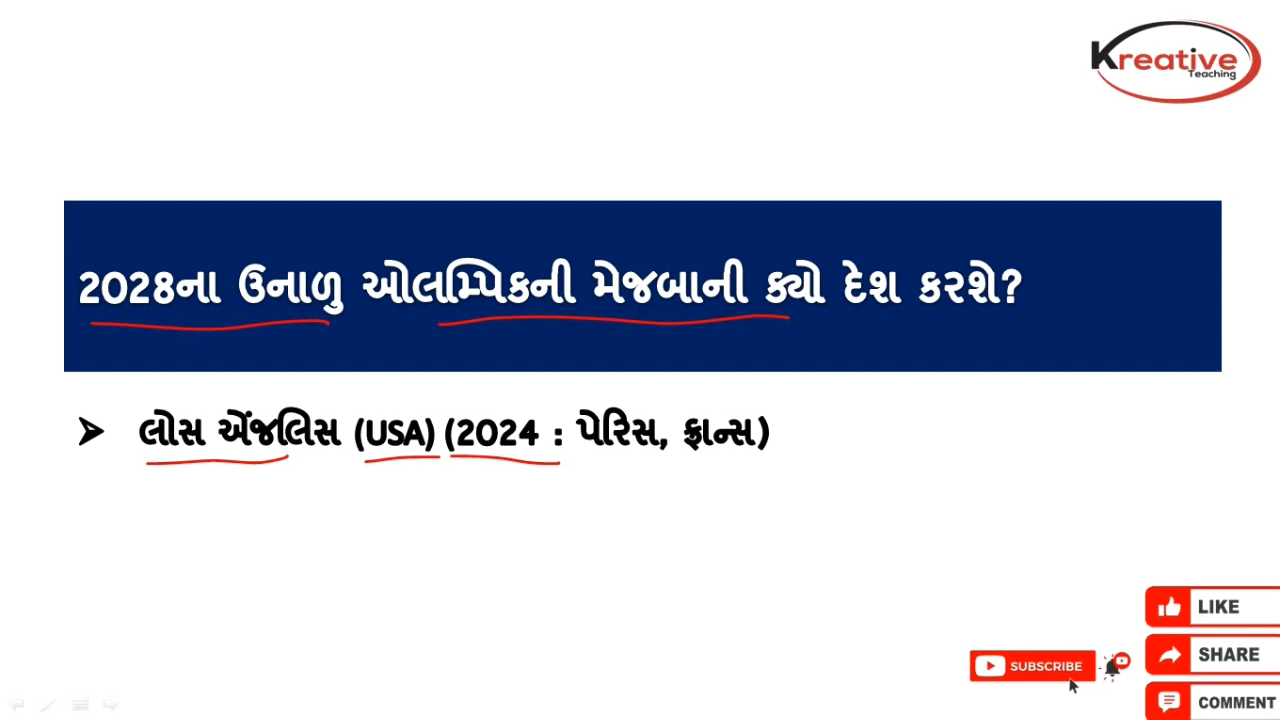 Kreative
Teaching
2028ના ઉનાળુ ઓલમ્પિકની મેજબાની ક્યો દેશ કરશે?
➤ લોસ એંજલિસ (USA) (2024 : પેરિસ, ફ્રાન્સ)
LIKE
SUBSCRIBE
SHARE
COMMENT